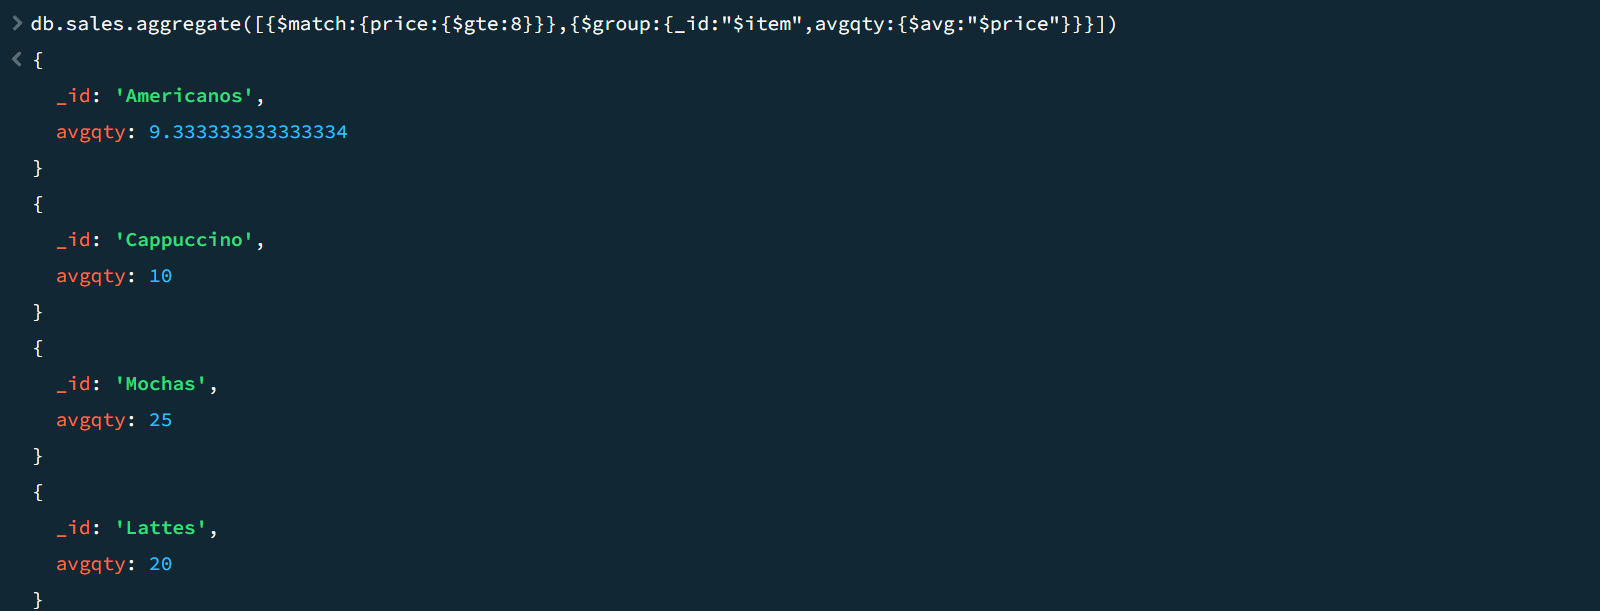 > db.sales.aggregate([{$match:{price:{$gte:8}}},{$group:{_id:"$item",avgqty:{$avg:"$price"}}}])
< {
_id: 'Americanos',
avgqty: 9.333333333333334
}
{
_id: 'Cappuccino',
avgqty: 10
}
{
_id: 'Mochas',
avgqty: 25
}
{
_id: 'Lattes',
avgqty: 20
}